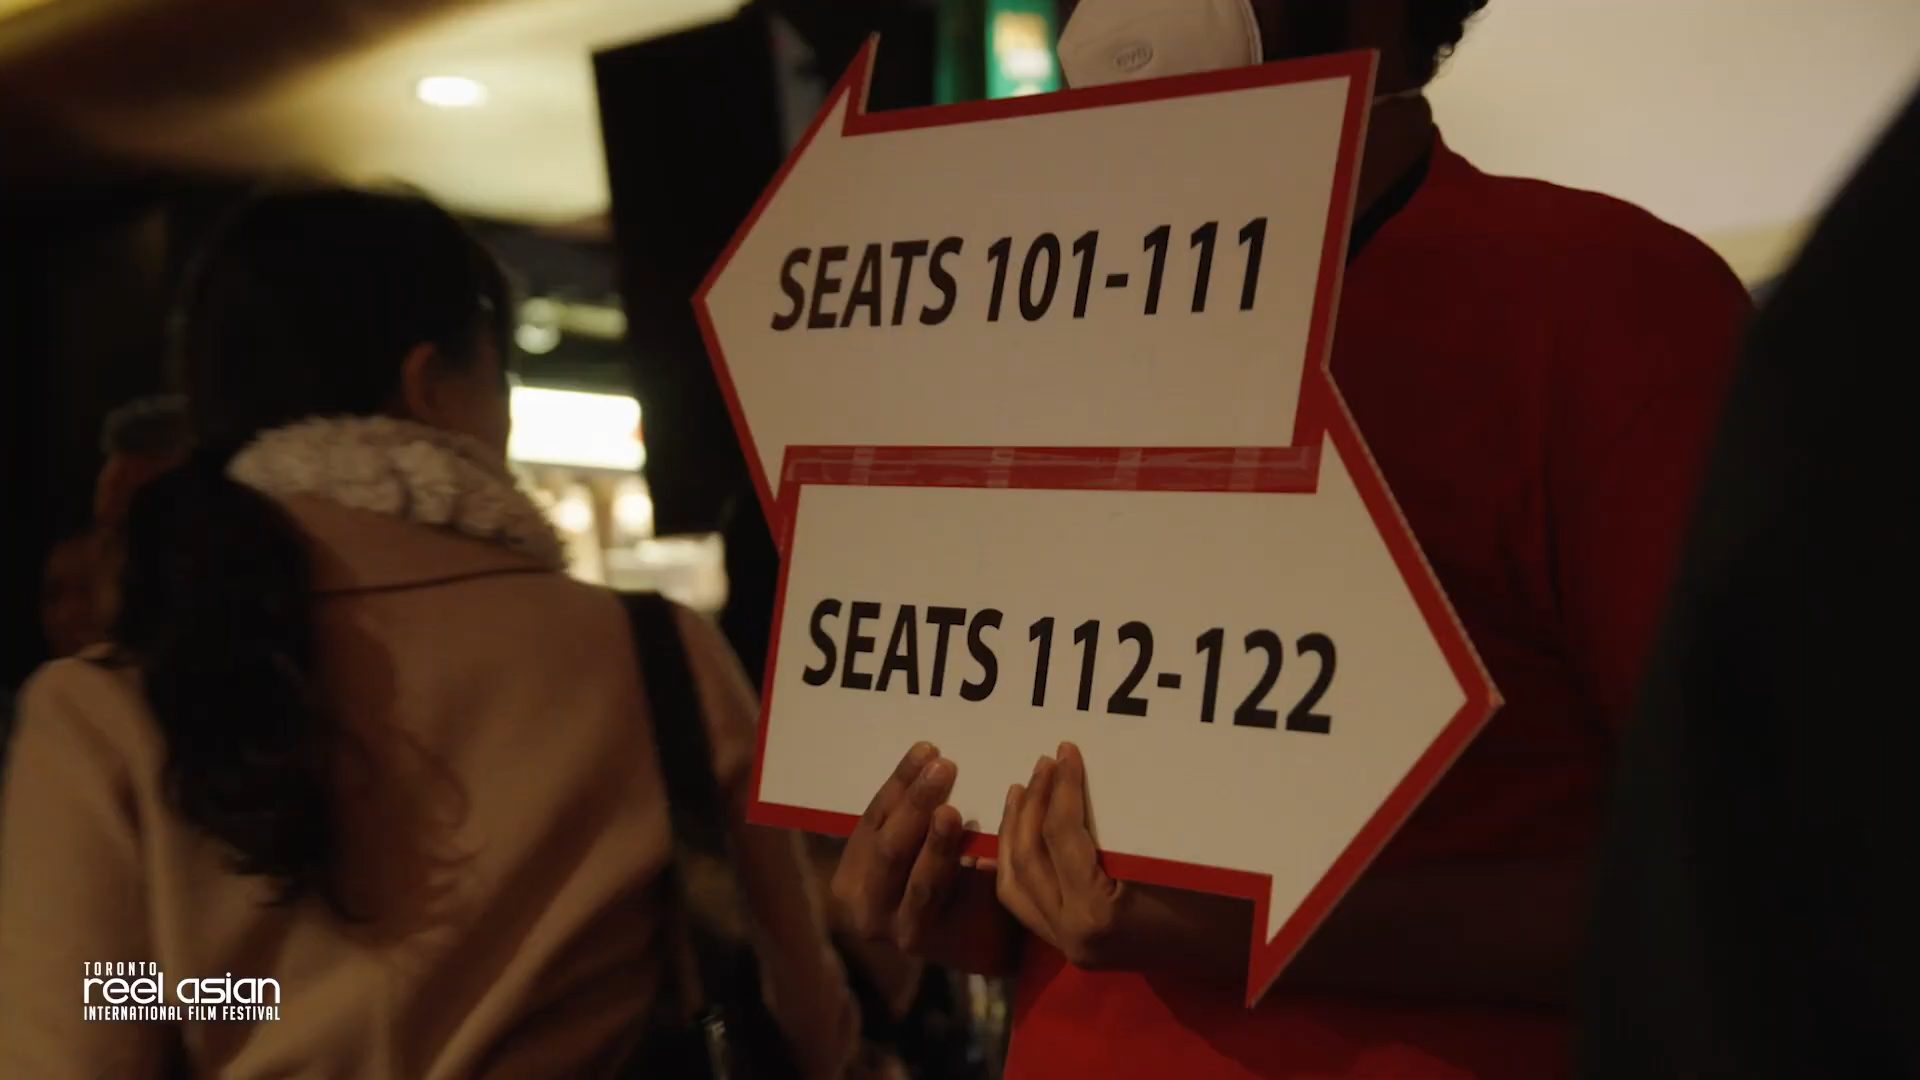 SEATS 101-111
SEATS 112-122
TORONTO
reel asian
INTERNATIONAL FILM FESTIVAL